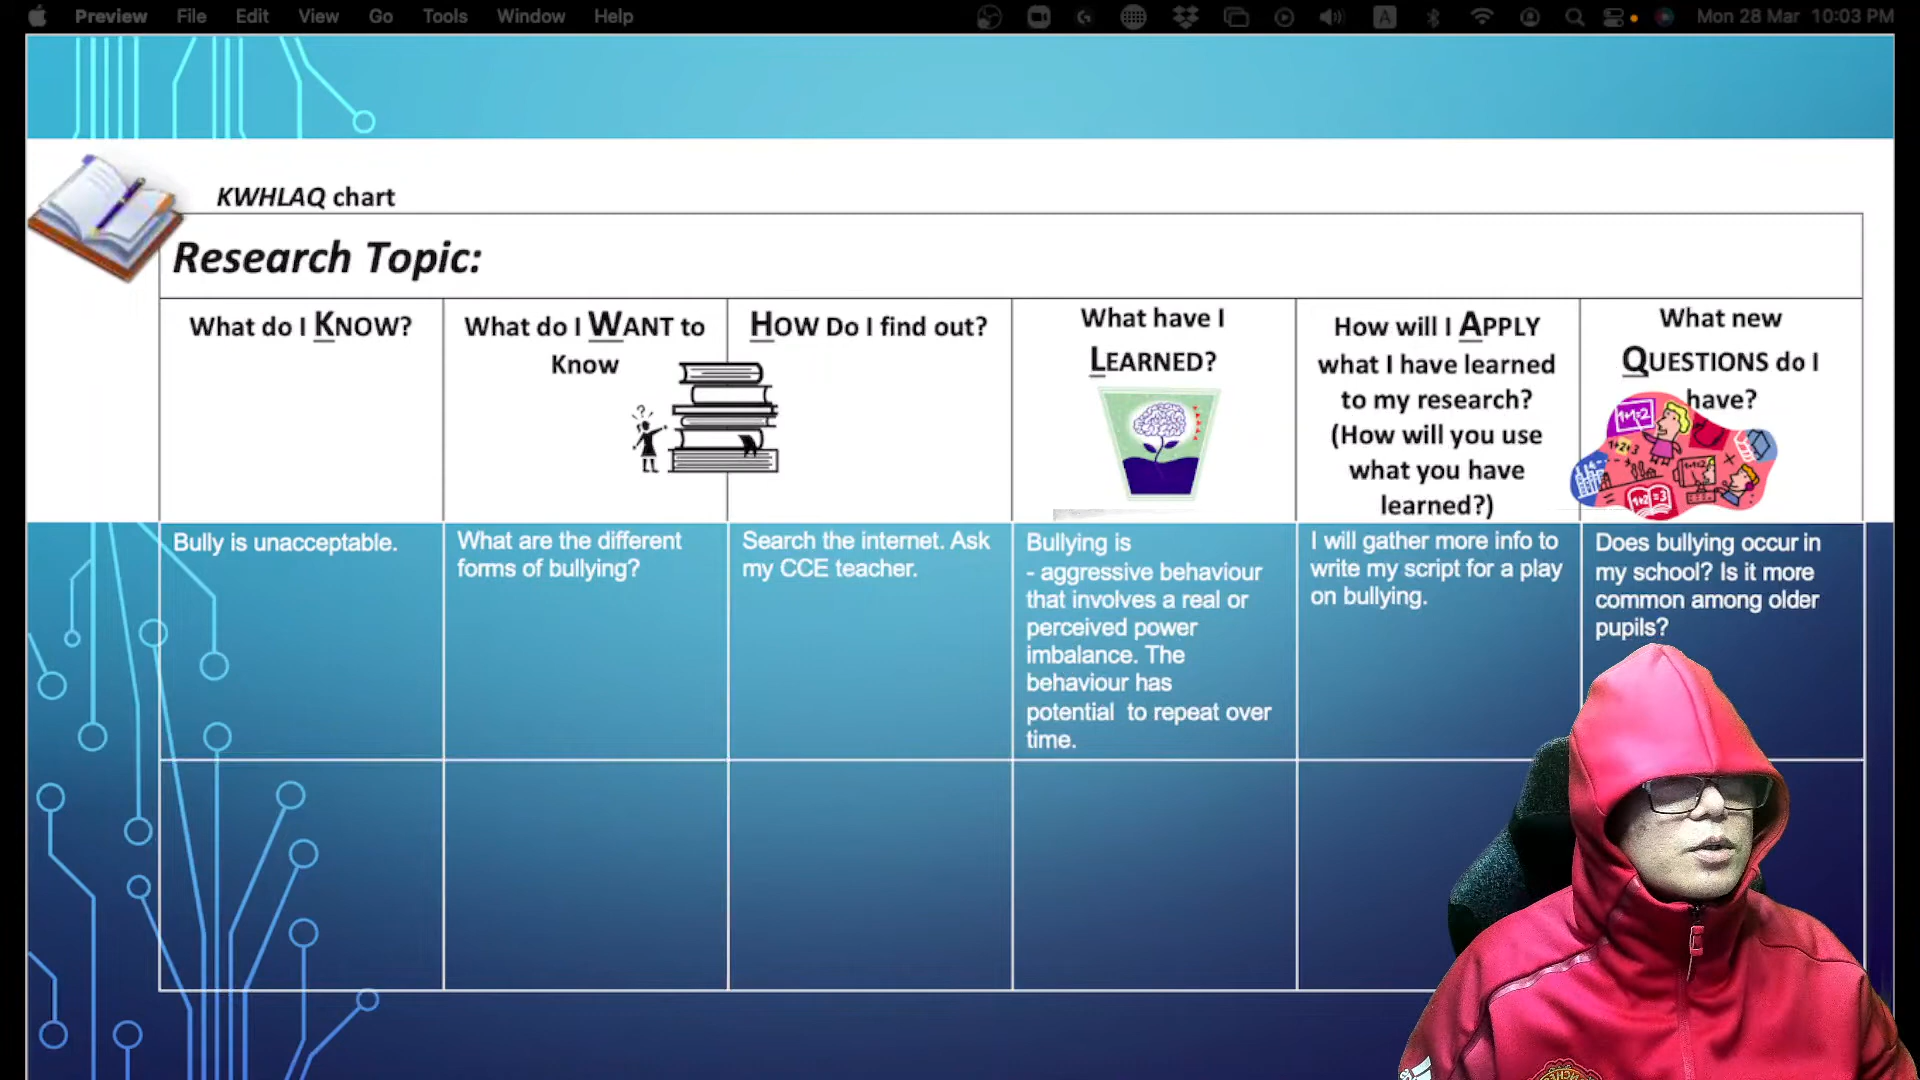 Preview File Edit View Go Tools Window Help
A
Mon 28 Mar 10:03 PM
KWHLAQ chart
Research Topic:
What do I KNOW?
What do I WANT to
Know
HOW Do I find out?
What have I
LEARNED?
How will I APPLY
what I have learned
to my research?
(How will you use
what you have
learned?)
What new
QUESTIONS do I
have?
Bully is unacceptable.
What are the different
forms of bullying?
Search the internet. Ask
my CCE teacher.
Bullying is
- aggressive behaviour
that involves a real or
perceived power
imbalance. The
behaviour has
potential to repeat over
time.
I will gather more info to
write my script for a play
on bullying.
Does bullying occur in
my school? Is it more
common among older
pupils?